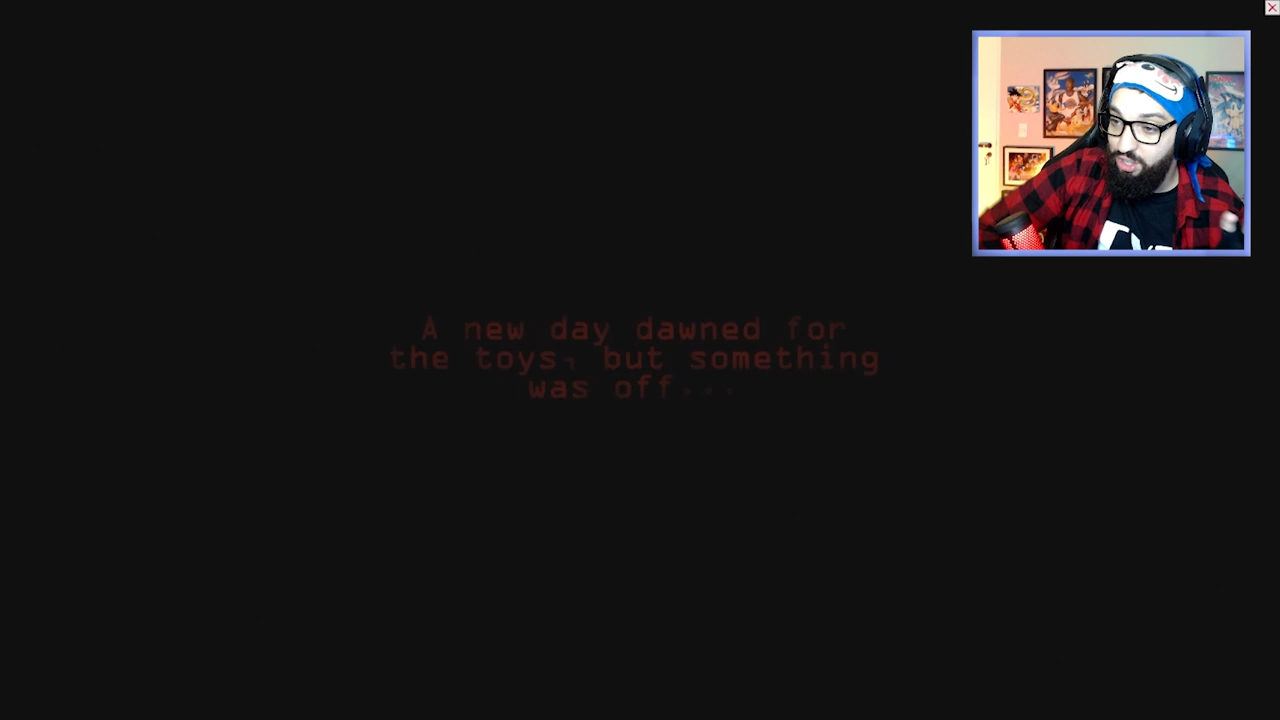 A new day dawned for
the toys, but something
was off...